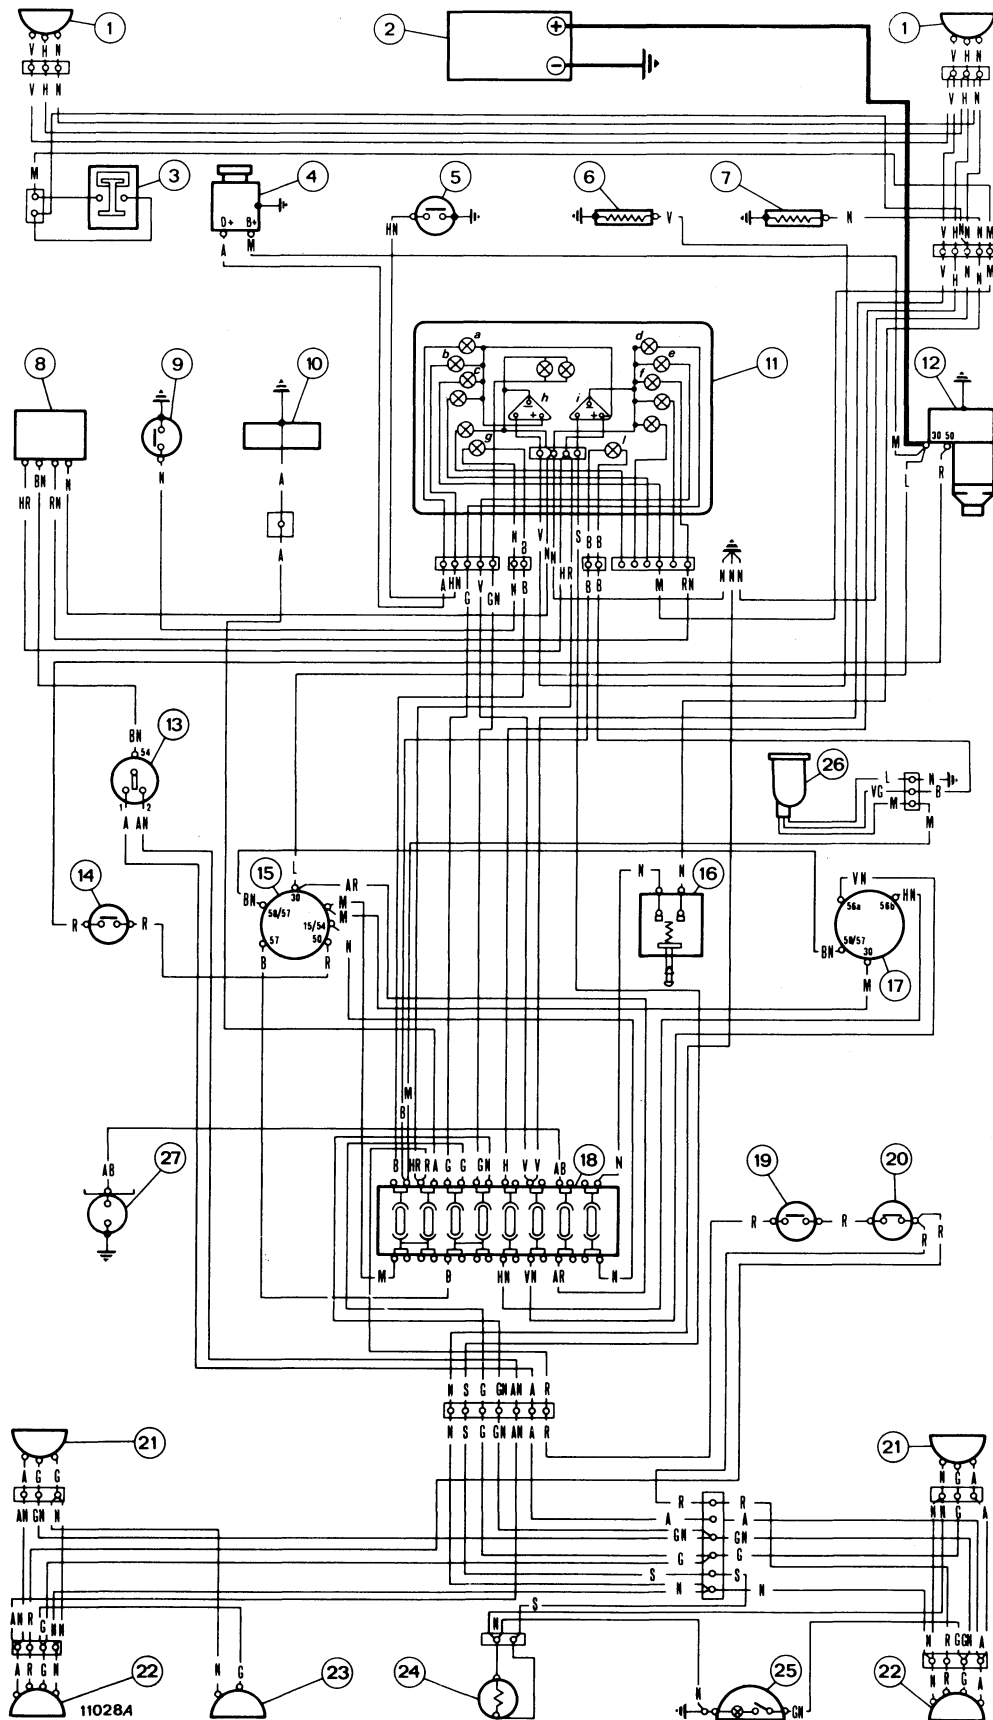 1
2
+
−
1
V H N
V H N
V H N
V H N
M
3
4
D+ B+
A
M
5
HN
6
V
7
N
V H N N M
V H N N M
8
HR BN RN N
9
N
10
A
A
11
a
b
c
d
e
f
g
h
i
l
− +
− +
12
30 50
M
L
R
N B V N N HR S B B
A HN G V GN N B B B M RN
N N N
BN
13
54
1 2
A AN
14
R R
15
L
30
AR
BN
58/57
57
15/54
50
M
M
N
B
R
16
N N
26
L
VG
M
N
B
M
17
VN
HN
56a 56b
58/57
30
BN
M
M
B
27
AB
B HR R A G G GN H V V AB
18
N
M B HN VN AR N
19
20
R R
R
R
N S G GN AN A R
N S G GN AN A R
21
A G G
AN GN N
21
N G A
N N G A
R R
A A
GN GN
G G
S S
N N
AN R G N N
A R G N
22
11028A
N G
23
24
N
S
25
N
GN
N R G GN A
N R G A
22